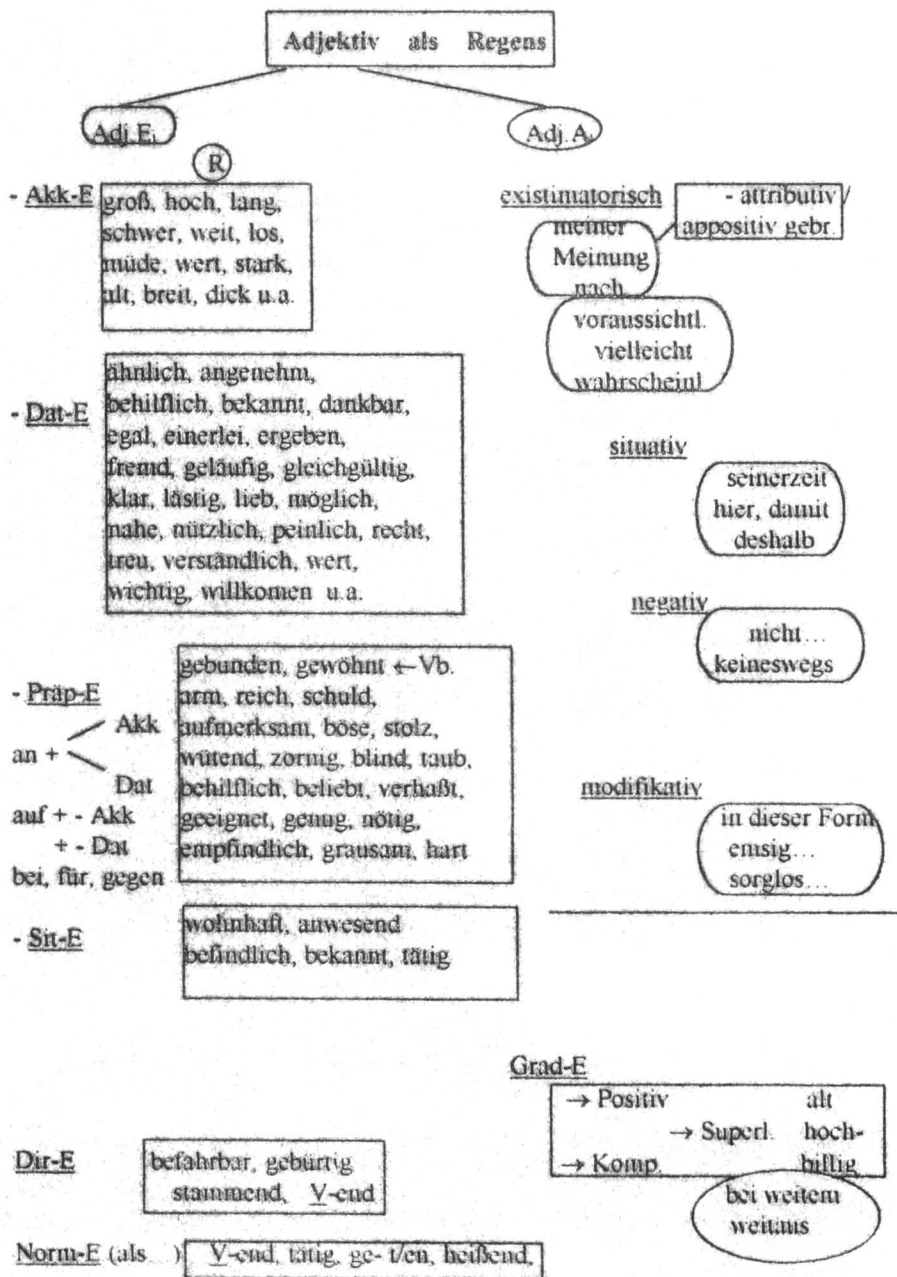 Adjektiv als Regens
Adj.E.
Adj.A.
R
- Akk-E
groß, hoch, lang,
schwer, weit, los,
müde, wert, stark,
alt, breit, dick u.a.
- Dat-E
ähnlich, angenehm,
behilflich, bekannt, dankbar,
egal, einerlei, ergeben,
fremd, geläufig, gleichgültig,
klar, lästig, lieb, möglich,
nahe, nützlich, peinlich, recht,
treu, verständlich, wert,
wichtig, willkomen u.a.
- Präp-E
an +
Akk
Dat
auf + - Akk
+ - Dat
bei, für, gegen
gebunden, gewöhnt ← Vb.
arm, reich, schuld,
aufmerksam, böse, stolz,
wütend, zornig, blind, taub,
behilflich, beliebt, verhaßt,
geeignet, genug, nötig,
empfindlich, grausam, hart
- Sit-E
wohnhaft, anwesend
befindlich, bekannt, tätig
Dir-E
befahrbar, gebürtig
stammend, V-end
Norm-E (als ...)
V-end, tätig, ge- t/en, heißend,
existimatorisch
- attributiv /
appositiv gebr.
meiner
Meinung
nach
voraussichtl.
vielleicht
wahrscheinl
situativ
seinerzeit
hier, damit
deshalb
negativ
nicht...
keineswegs
modifikativ
in dieser Form
emsig...
sorglos...
Grad-E
→ Positiv alt
→ Superl. hoch-
→ Komp. billig
bei weitem
weitaus